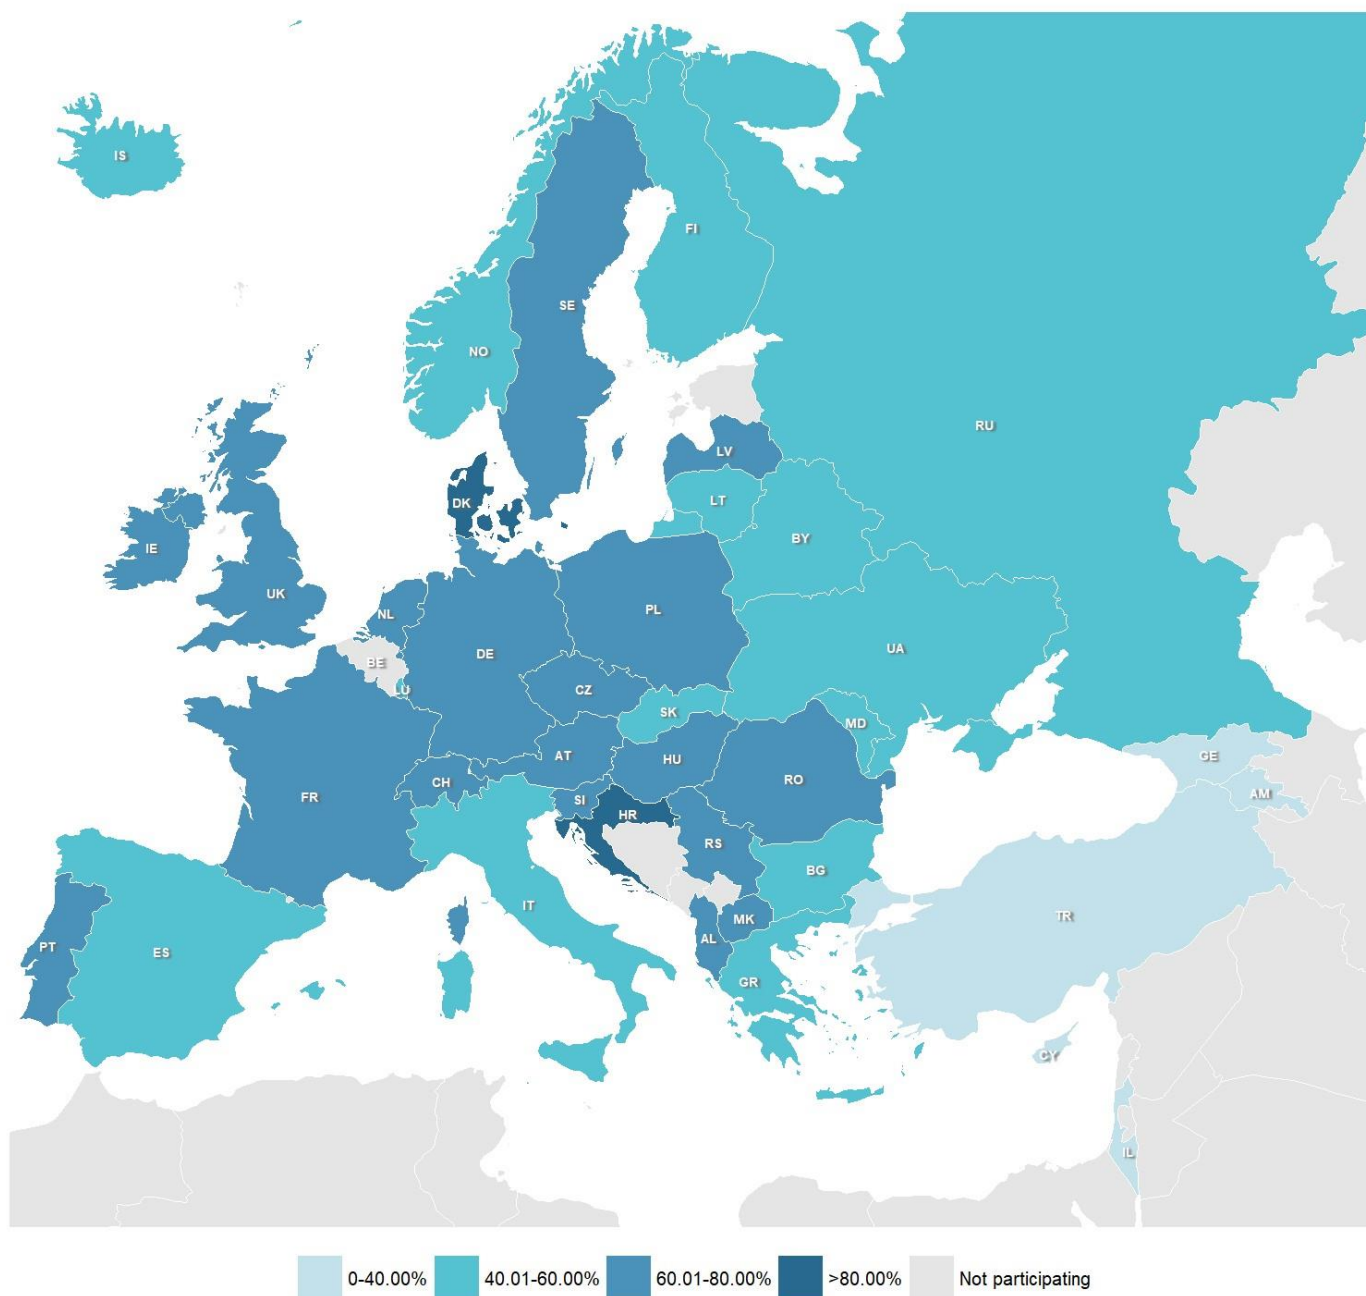 IS
FI
SE
NO
RU
LV
DK
LT
BY
IE
UK
NL
PL
DE
UA
BE
LU
CZ
SK
MD
AT
HU
GE
CH
RO
AM
FR
SI
HR
RS
BG
IT
TR
MK
PT
AL
ES
GR
CY
IL
0-40.00% 40.01-60.00% 60.01-80.00% >80.00% Not participating